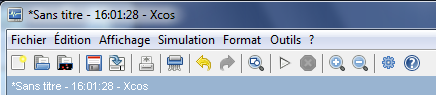 *Sans titre - 16:01:28 - Xcos
Fichier Édition Affichage Simulation Format Outils ?
*Sans titre - 16:01:28 - Xcos